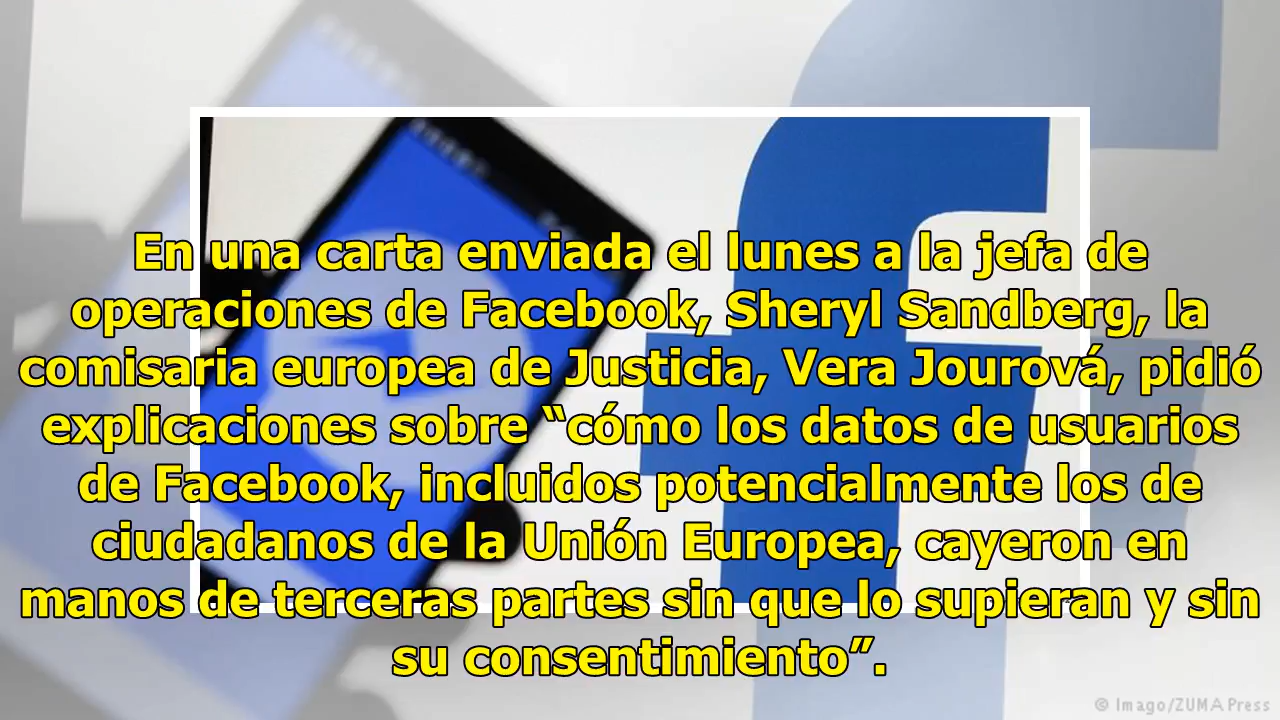 En una carta enviada el lunes a la jefa de
operaciones de Facebook, Sheryl Sandberg, la
comisaria europea de Justicia, Vera Jourová, pidió
explicaciones sobre “cómo los datos de usuarios
de Facebook, incluidos potencialmente los de
ciudadanos de la Unión Europea, cayeron en
manos de terceras partes sin que lo supieran y sin
su consentimiento”.
© Imago/ZUMA Press